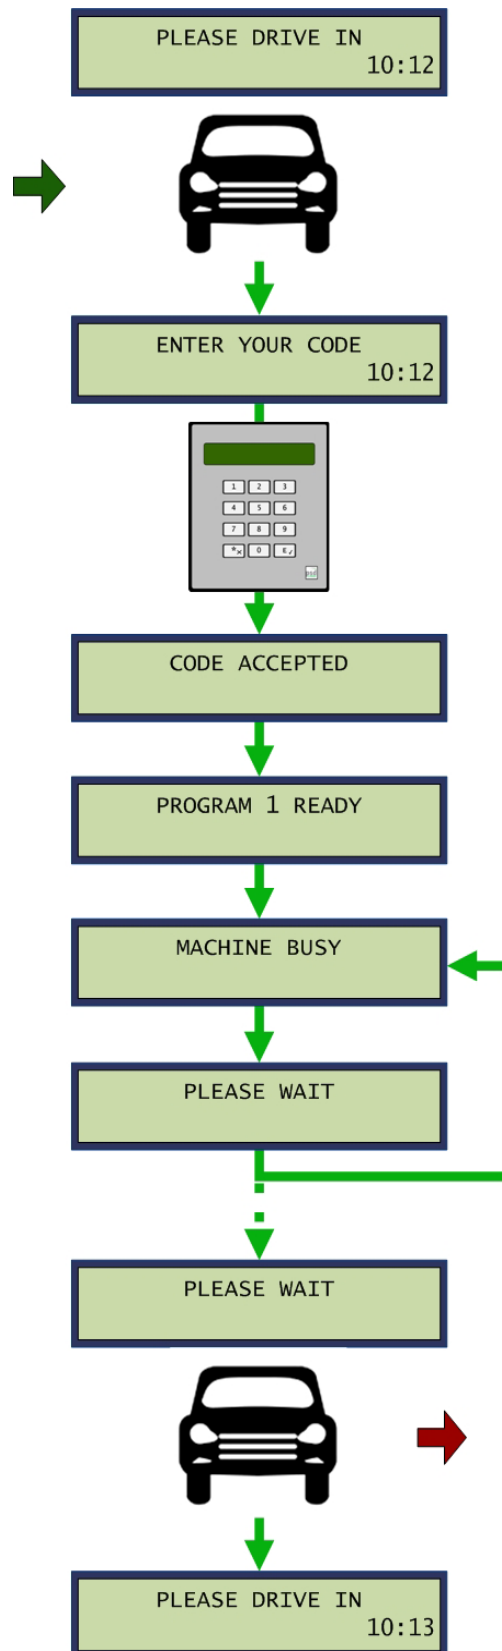 PLEASE DRIVE IN
10:12
ENTER YOUR CODE
10:12
1 2 3
4 5 6
7 8 9
*x 0 E✓
CODE ACCEPTED
PROGRAM 1 READY
MACHINE BUSY
PLEASE WAIT
PLEASE WAIT
PLEASE DRIVE IN
10:13